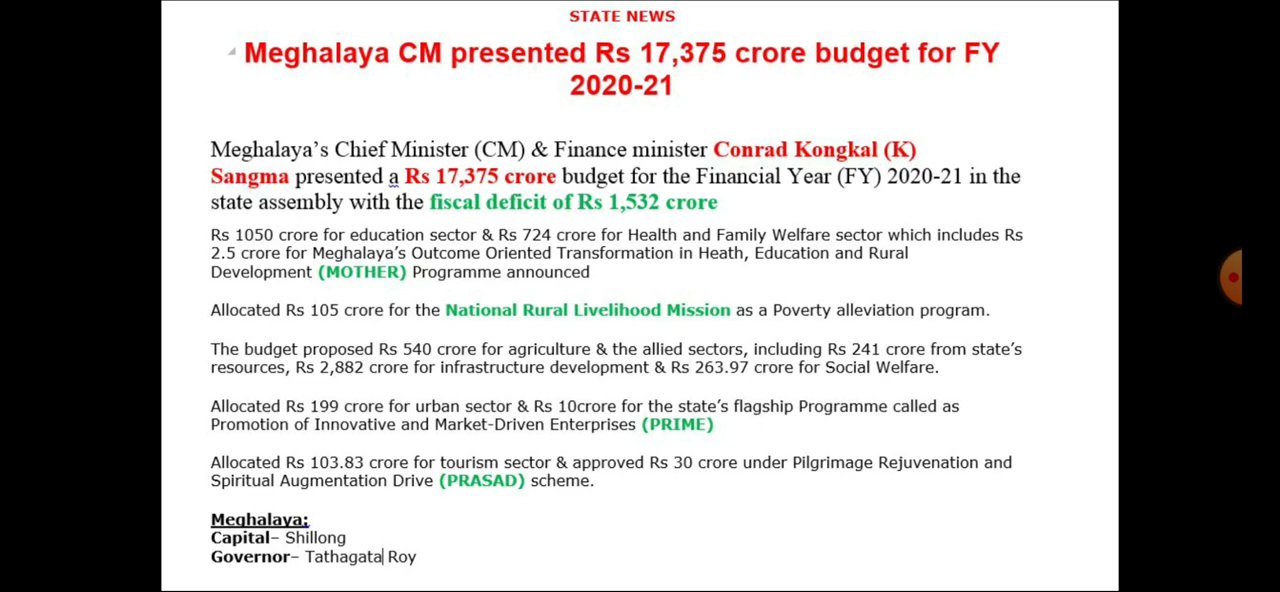 STATE NEWS
Meghalaya CM presented Rs 17,375 crore budget for FY
2020-21
Meghalaya's Chief Minister (CM) & Finance minister Conrad Kongkal (K)
Sangma presented a Rs 17,375 crore budget for the Financial Year (FY) 2020-21 in the
state assembly with the fiscal deficit of Rs 1,532 crore
Rs 1050 crore for education sector & Rs 724 crore for Health and Family Welfare sector which includes Rs
2.5 crore for Meghalaya's Outcome Oriented Transformation in Heath, Education and Rural
Development (MOTHER) Programme announced
Allocated Rs 105 crore for the National Rural Livelihood Mission as a Poverty alleviation program.
The budget proposed Rs 540 crore for agriculture & the allied sectors, including Rs 241 crore from state's
resources, Rs 2,882 crore for infrastructure development & Rs 263.97 crore for Social Welfare.
Allocated Rs 199 crore for urban sector & Rs 10crore for the state's flagship Programme called as
Promotion of Innovative and Market-Driven Enterprises (PRIME)
Allocated Rs 103.83 crore for tourism sector & approved Rs 30 crore under Pilgrimage Rejuvenation and
Spiritual Augmentation Drive (PRASAD) scheme.
Meghalaya:
Capital– Shillong
Governor– Tathagata Roy